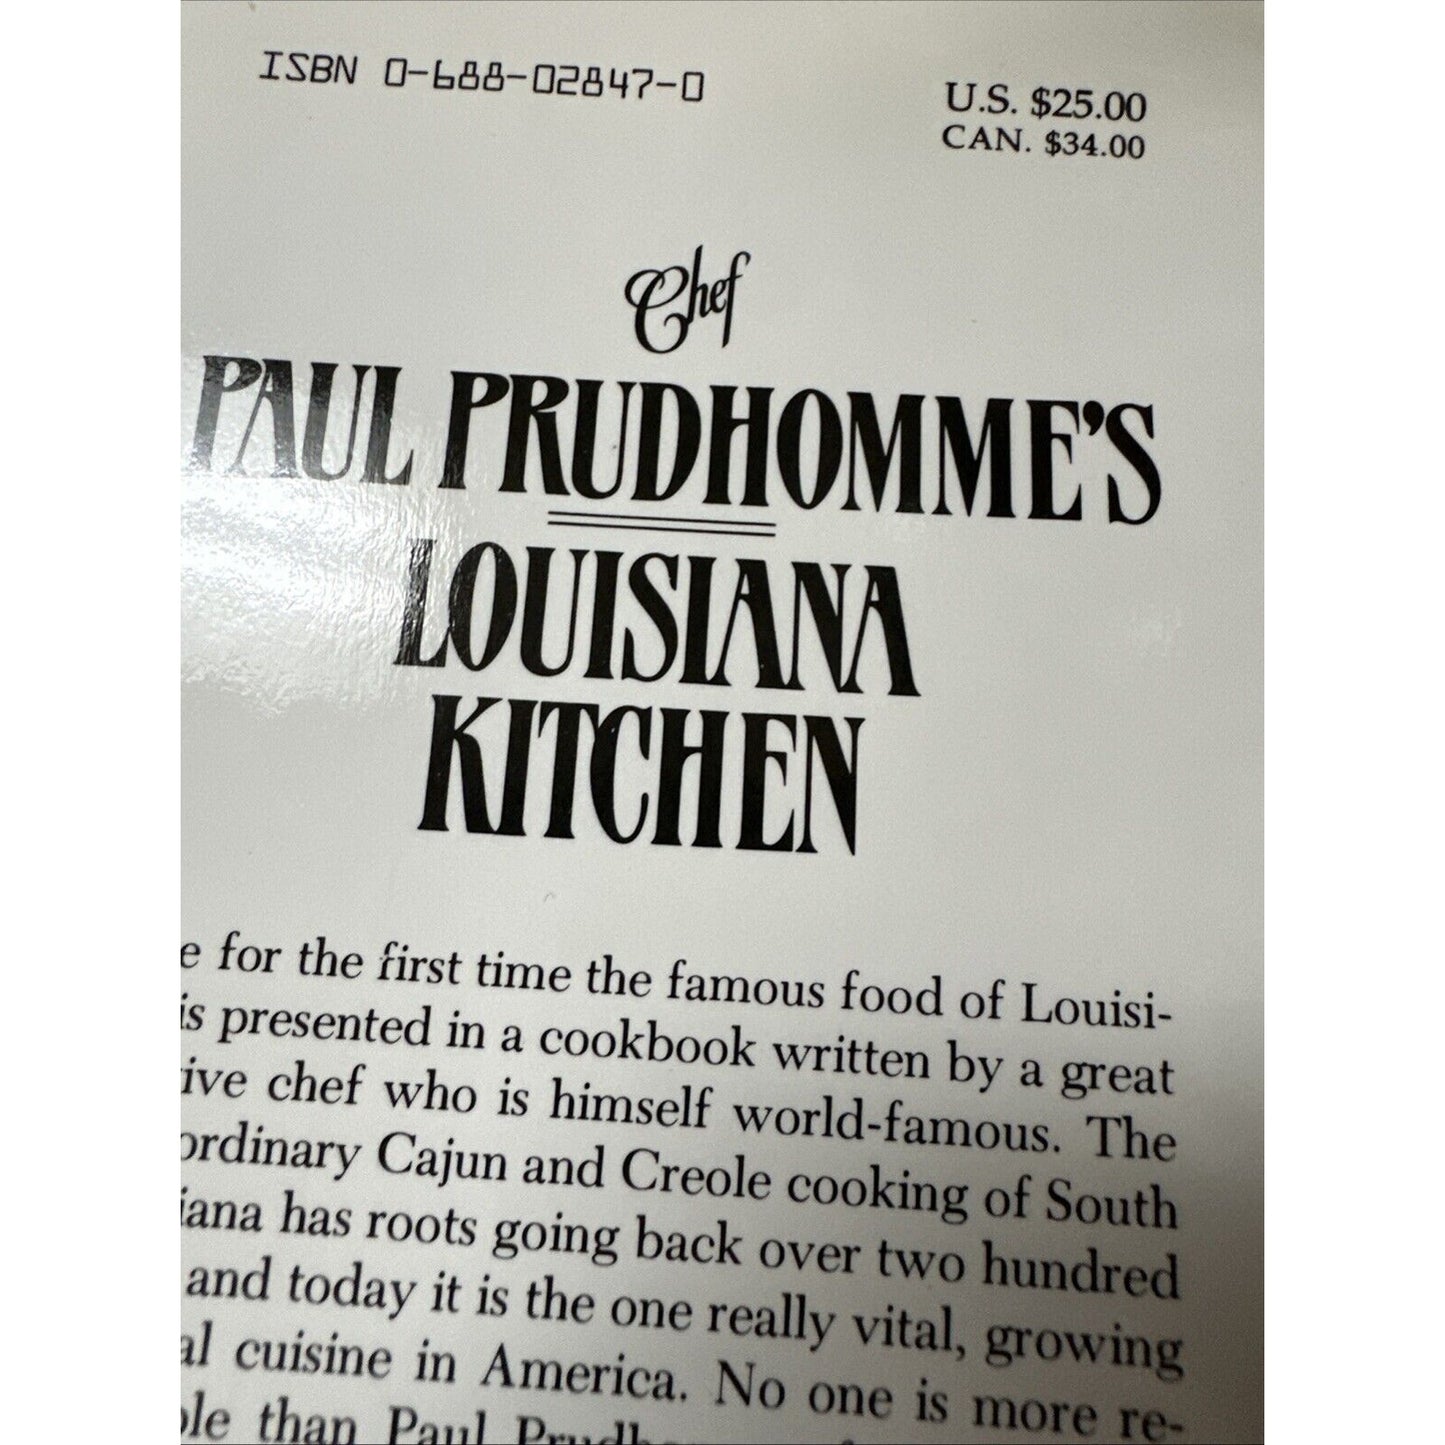 ISBN 0-688-02847-0
U.S. $25.00
CAN. $34.00
Chef
PAUL PRUDHOMME'S
LOUISIANA
KITCHEN
e for the first time the famous food of Louisi-
is presented in a cookbook written by a great
ive chef who is himself world-famous. The
ordinary Cajun and Creole cooking of South
iana has roots going back over two hundred
and today it is the one really vital, growing
al cuisine in America. No one is more re-
ble than Paul